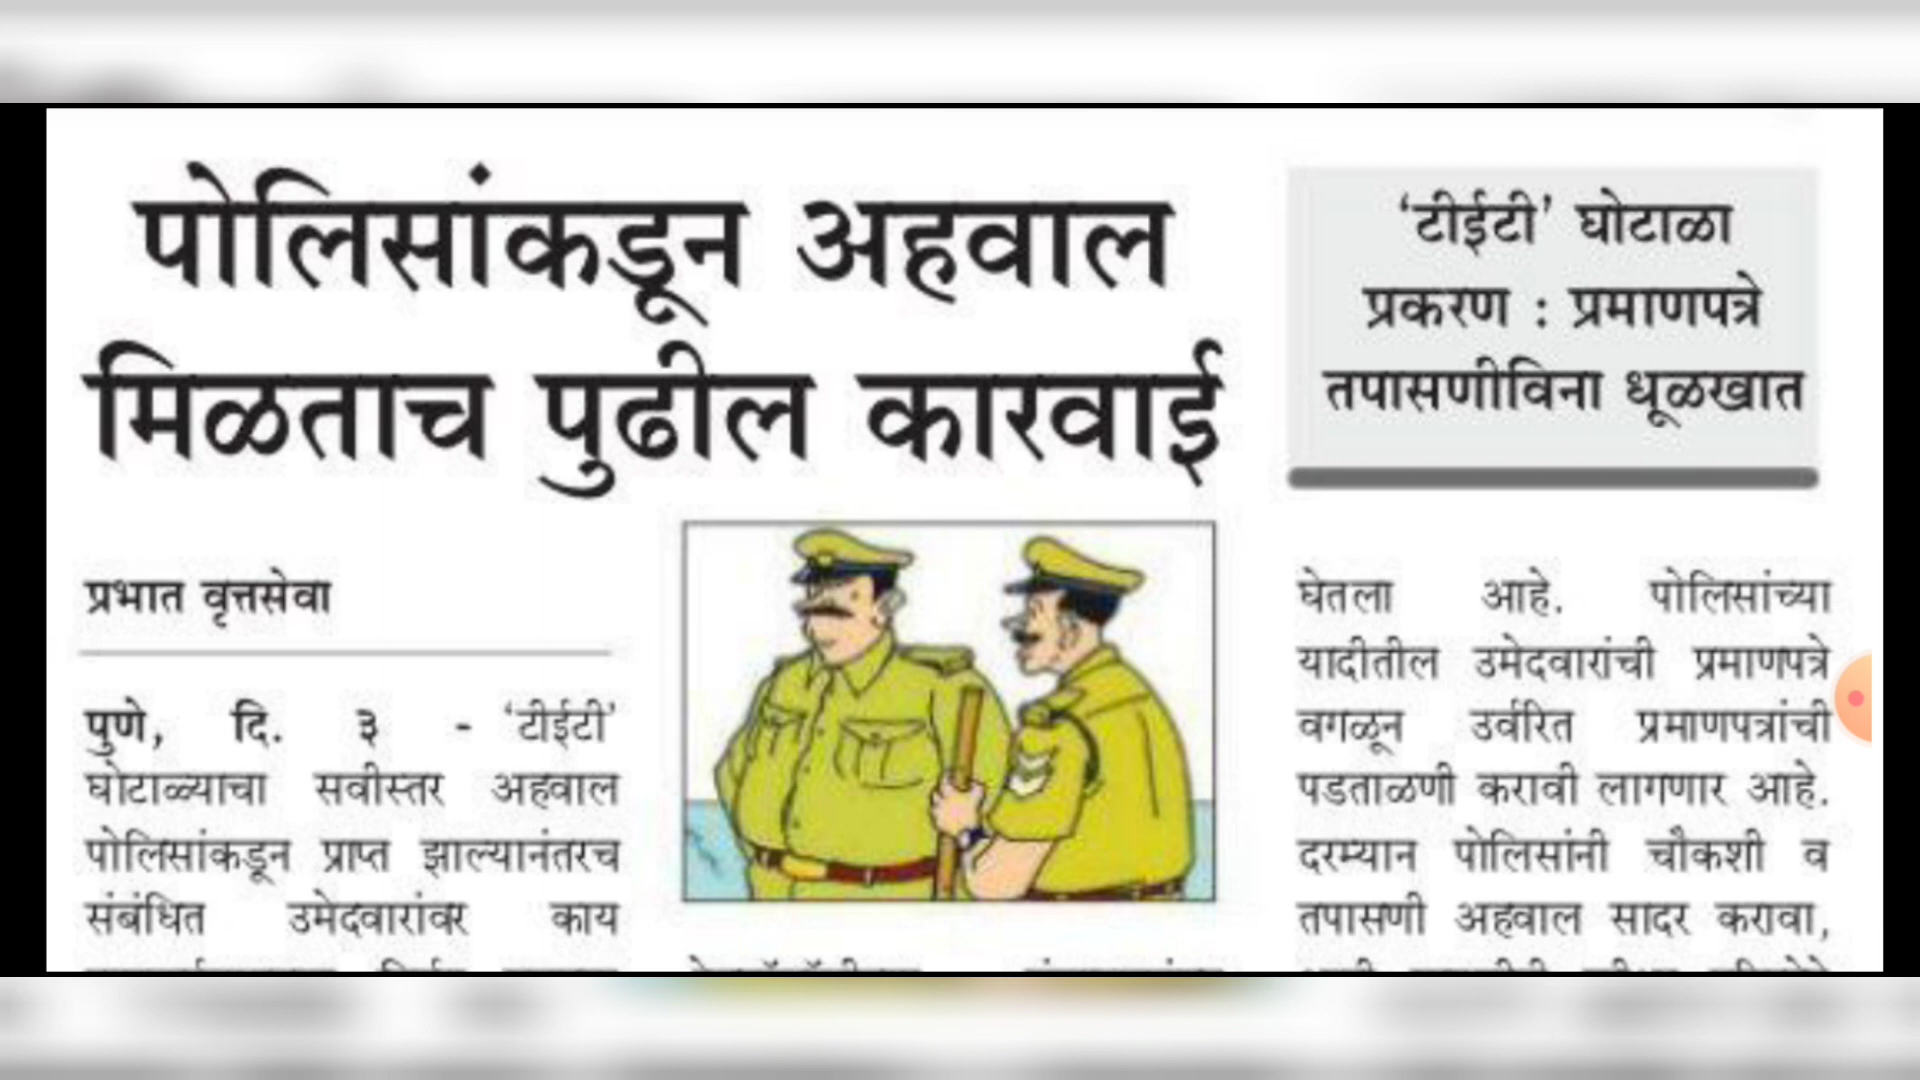 पोलिसांकडून अहवाल
मिळताच पुढील कारवाई
‘टीईटी’ घोटाळा
प्रकरण : प्रमाणपत्रे
तपासणीविना धूळखात
प्रभात वृत्तसेवा
पुणे, दि. ३ - ‘टीईटी’
घोटाळ्याचा सवीस्तर अहवाल
पोलिसांकडून प्राप्त झाल्यानंतरच
संबंधित उमेदवारांवर काय
घेतला आहे. पोलिसांच्या
यादीतील उमेदवारांची प्रमाणपत्रे
वगळून उर्वरित प्रमाणपत्रांची
पडताळणी करावी लागणार आहे.
दरम्यान पोलिसांनी चौकशी व
तपासणी अहवाल सादर करावा,